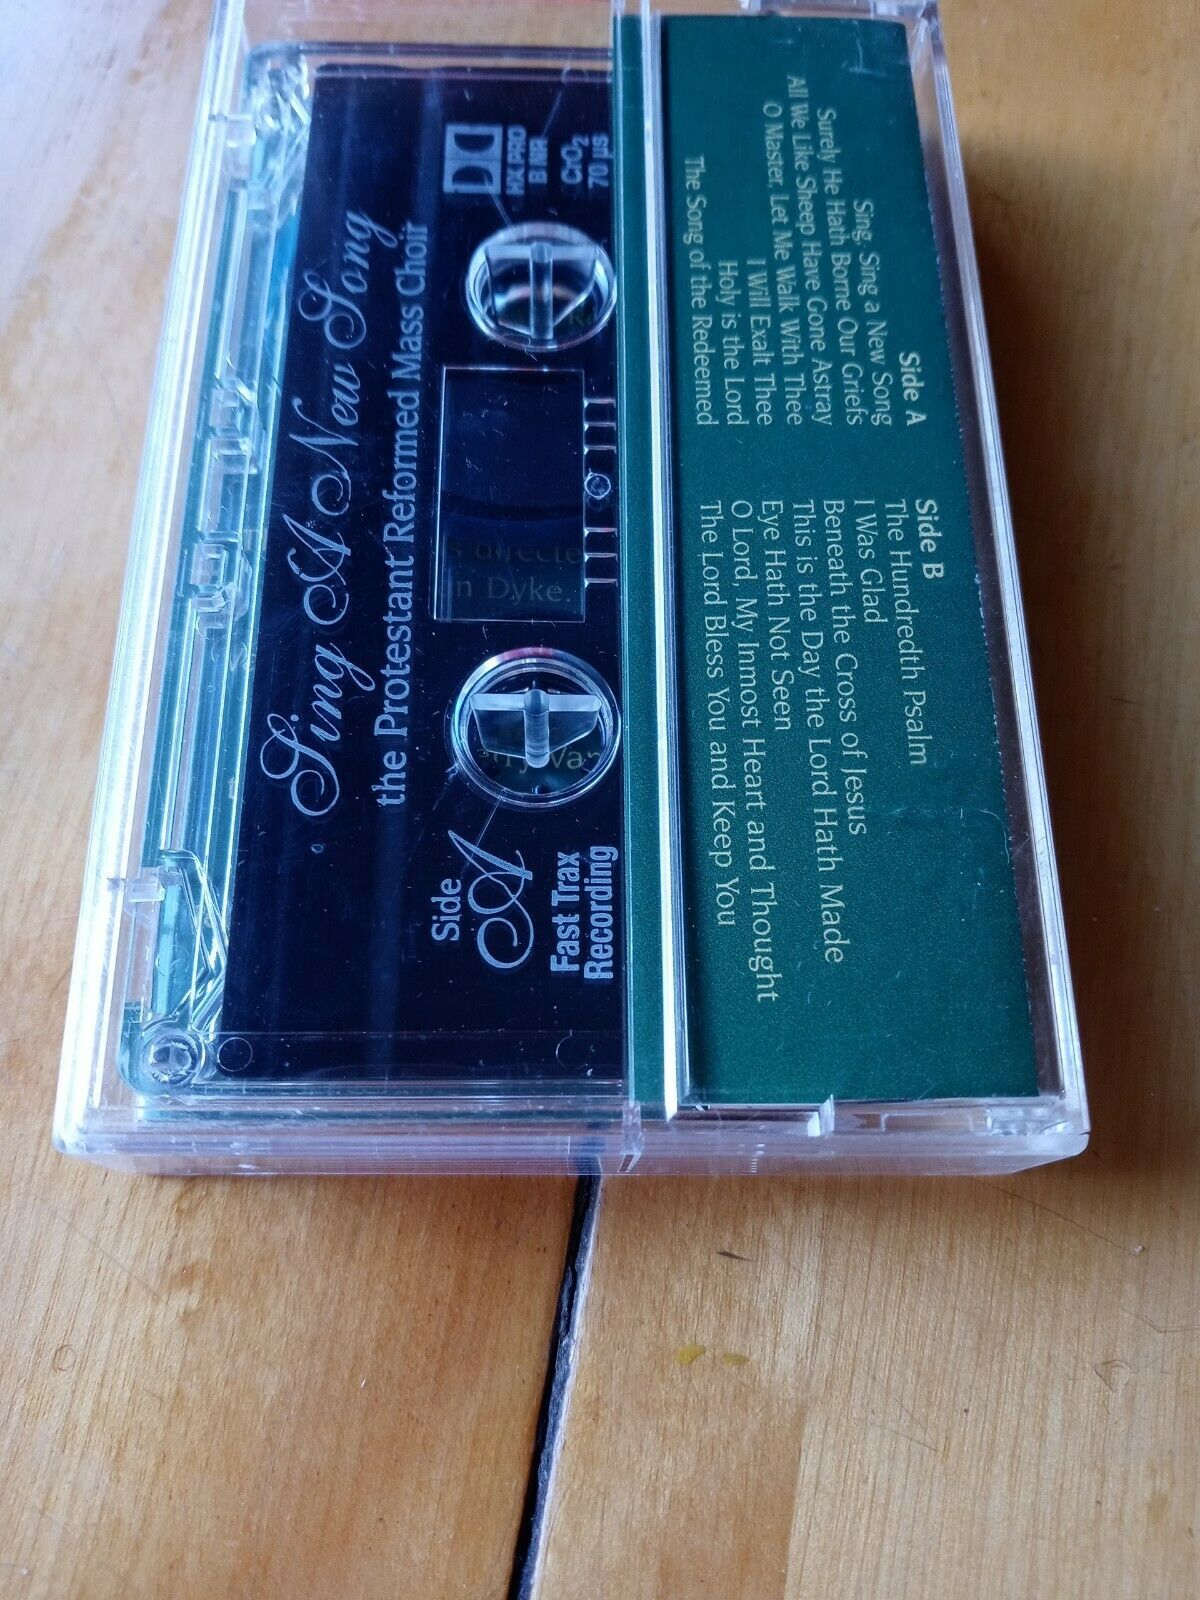 Side A
Sing, Sing a New Song
Surely He Hath Borne Our Griefs
All We Like Sheep Have Gone Astray
O Master, Let Me Walk With Thee
I Will Exalt Thee
Holy is the Lord
The Song of the Redeemed
Side B
The Hundredth Psalm
I Was Glad
Beneath the Cross of Jesus
This is the Day the Lord Hath Made
Eye Hath Not Seen
O Lord, My Inmost Heart and Thought
The Lord Bless You and Keep You
Sing A New Song
the Protestant Reformed Mass Choir
HX PRO
B NR
CrO₂
70 µs
directe
n Dyke.
Van
Side
A
Fast Trax
Recording